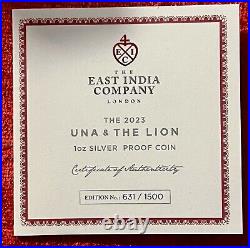 4
E I C
THE
EAST INDIA
COMPANY
LONDON
THE 2023
UNA & THE LION
1oz SILVER PROOF COIN
Certificate of Authenticity
EDITION No.: 631/1500